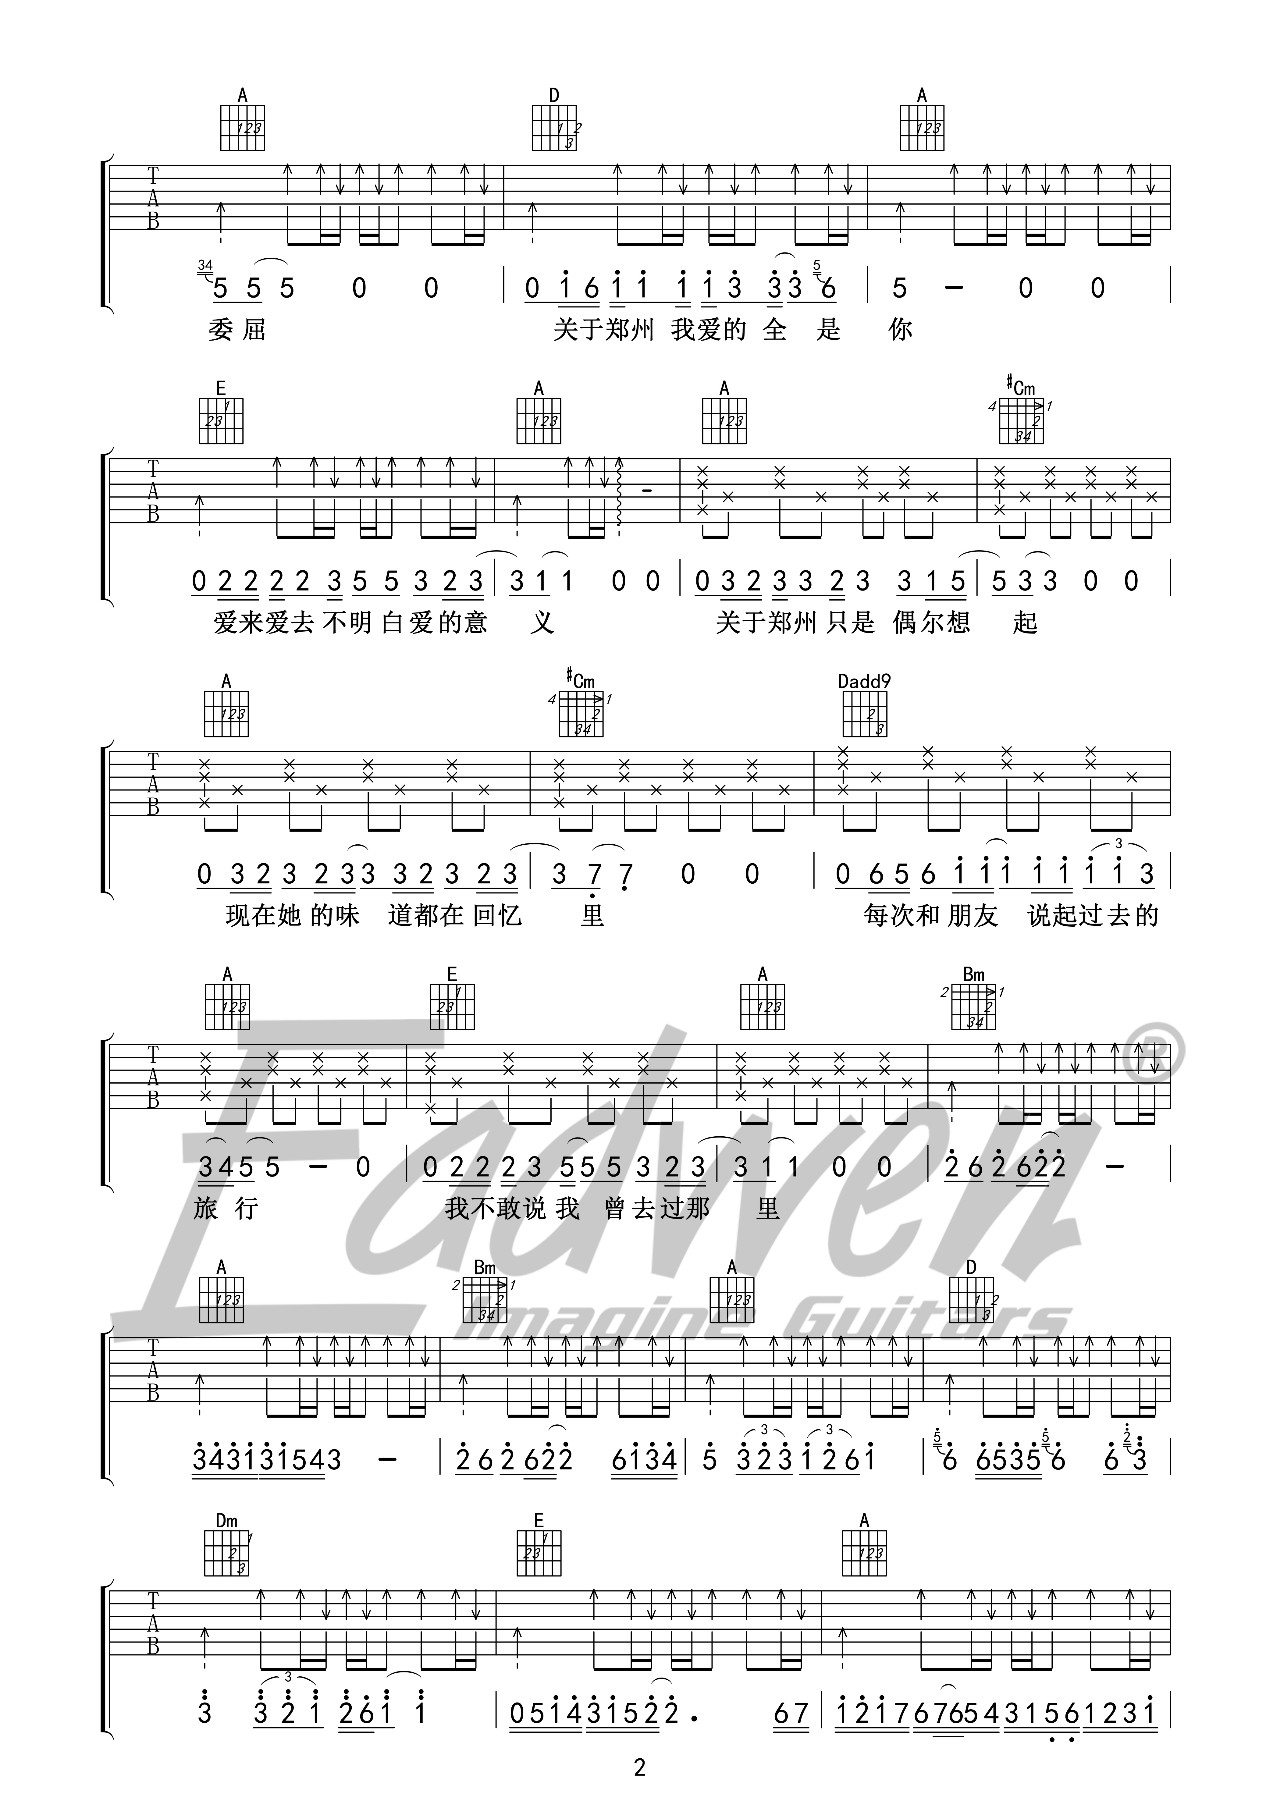 A D A
T A B
34 5 5 5 0 0 | 0 1 6 1 1 1 1 3 3 3 5 6 | 5 – 0 0
委 屈 关于郑州 我爱的 全 是 你
E A A #Cm
4 1
T A B
0 2 2 2 2 3 5 5 3 2 3 | 3 1 1 0 0 | 0 3 2 3 3 2 3 3 1 5 | 5 3 3 0 0
爱来爱去 不明 白 爱的意 义 关于郑州 只是 偶尔想 起
A #Cm Dadd9
4 1
T A B
0 3 2 3 2 3 3 3 2 3 2 3 | 3 7 7 0 0 | 0 6 5 6 1 1 1 1 1 1 1 3
现在她 的味 道都在 回忆 里 每次和 朋友 说起过去的
A E A Bm
2 1
T A B
3 4 5 5 – 0 | 0 2 2 2 3 5 5 5 3 2 3 | 3 1 1 0 0 | 2 6 2 6 2 2 –
旅 行 我不敢说我 曾去过那 里
Eadwen ®
Imagine Guitars
A Bm A D
2 1
T A B
3 4 3 1 3 1 5 4 3 – | 2 6 2 6 2 2 6 1 3 4 | 5 3 2 3 1 2 6 1 | 5 6 6 5 3 5 5 6 6 2 3
Dm E A
T A B
3 3 2 1 2 6 1 1 | 0 5 1 4 3 1 5 2 2 . 6 7 | 1 2 1 7 6 7 6 5 4 3 1 5 6 1 2 3 1
2